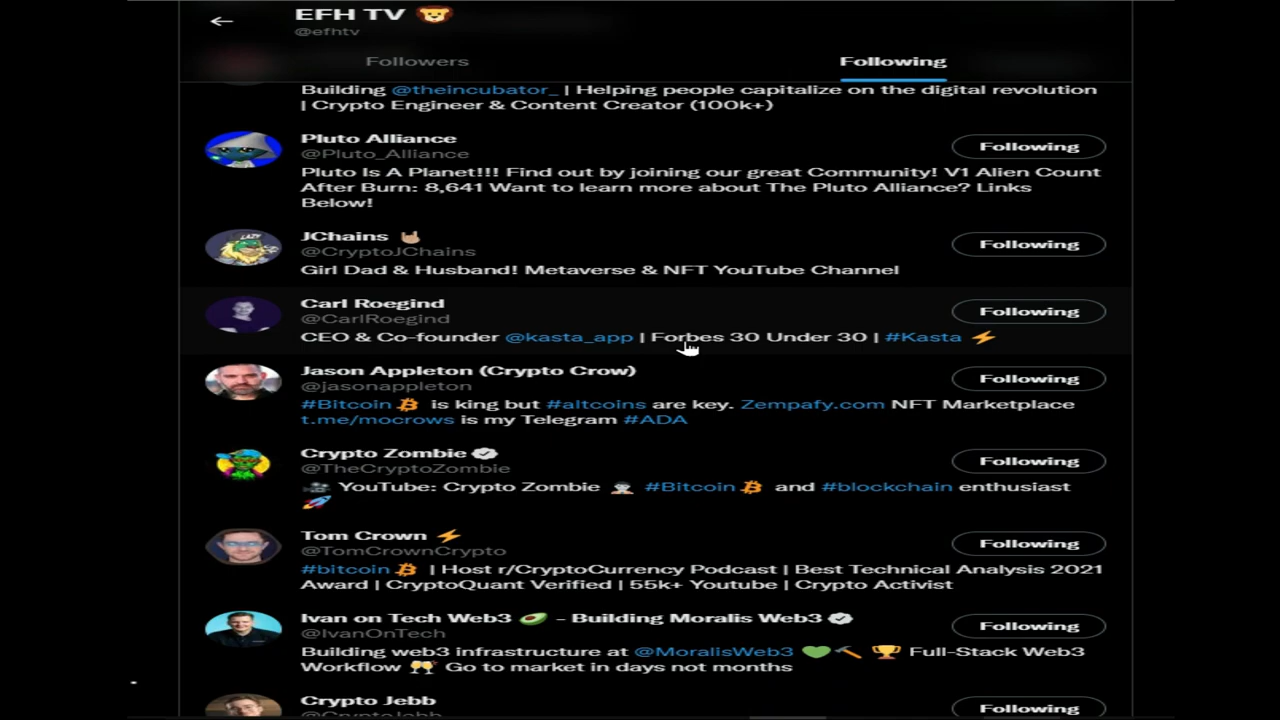 EFH TV 🦁
@efhtv
Followers
Following
Building @theincubator_ | Helping people capitalize on the digital revolution
| Crypto Engineer & Content Creator (100k+)
Pluto Alliance
Following
@Pluto_Alliance
Pluto Is A Planet!!! Find out by joining our great Community! V1 Alien Count
After Burn: 8,641 Want to learn more about The Pluto Alliance? Links
Below!
JChains 🤘🏼
Following
@CryptoJChains
Girl Dad & Husband! Metaverse & NFT YouTube Channel
Carl Roegind
Following
@CarlRoegind
CEO & Co-founder @kasta_app | Forbes 30 Under 30 | #Kasta ⚡
Jason Appleton (Crypto Crow)
Following
@jasonappleton
#Bitcoin is king but #altcoins are key. Zempafy.com NFT Marketplace
t.me/mocrows is my Telegram #ADA
Crypto Zombie
Following
@TheCryptoZombie
🎥 YouTube: Crypto Zombie #Bitcoin and #blockchain enthusiast
🚀
Tom Crown ⚡
Following
@TomCrownCrypto
#bitcoin | Host r/CryptoCurrency Podcast | Best Technical Analysis 2021
Award | CryptoQuant Verified | 55k+ Youtube | Crypto Activist
Ivan on Tech Web3 🥑 - Building Moralis Web3
Following
@IvanOnTech
Building web3 infrastructure at @MoralisWeb3 💚🔨 🏆 Full-Stack Web3
Workflow 🥂 Go to market in days not months
Crypto Jebb
Following
@CryptoJebb